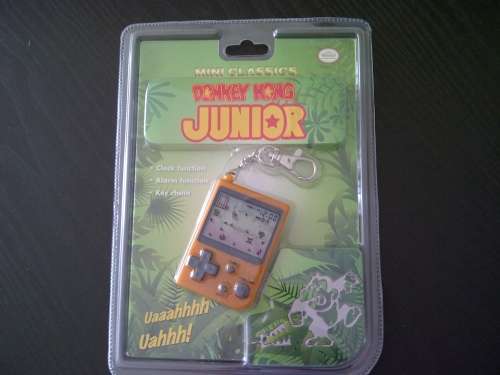 MINI CLASSICS
DONKEY KONG
JUNIOR
• Clock function
• Alarm function
• Key chain
Uaaahhhh
Uahhh!